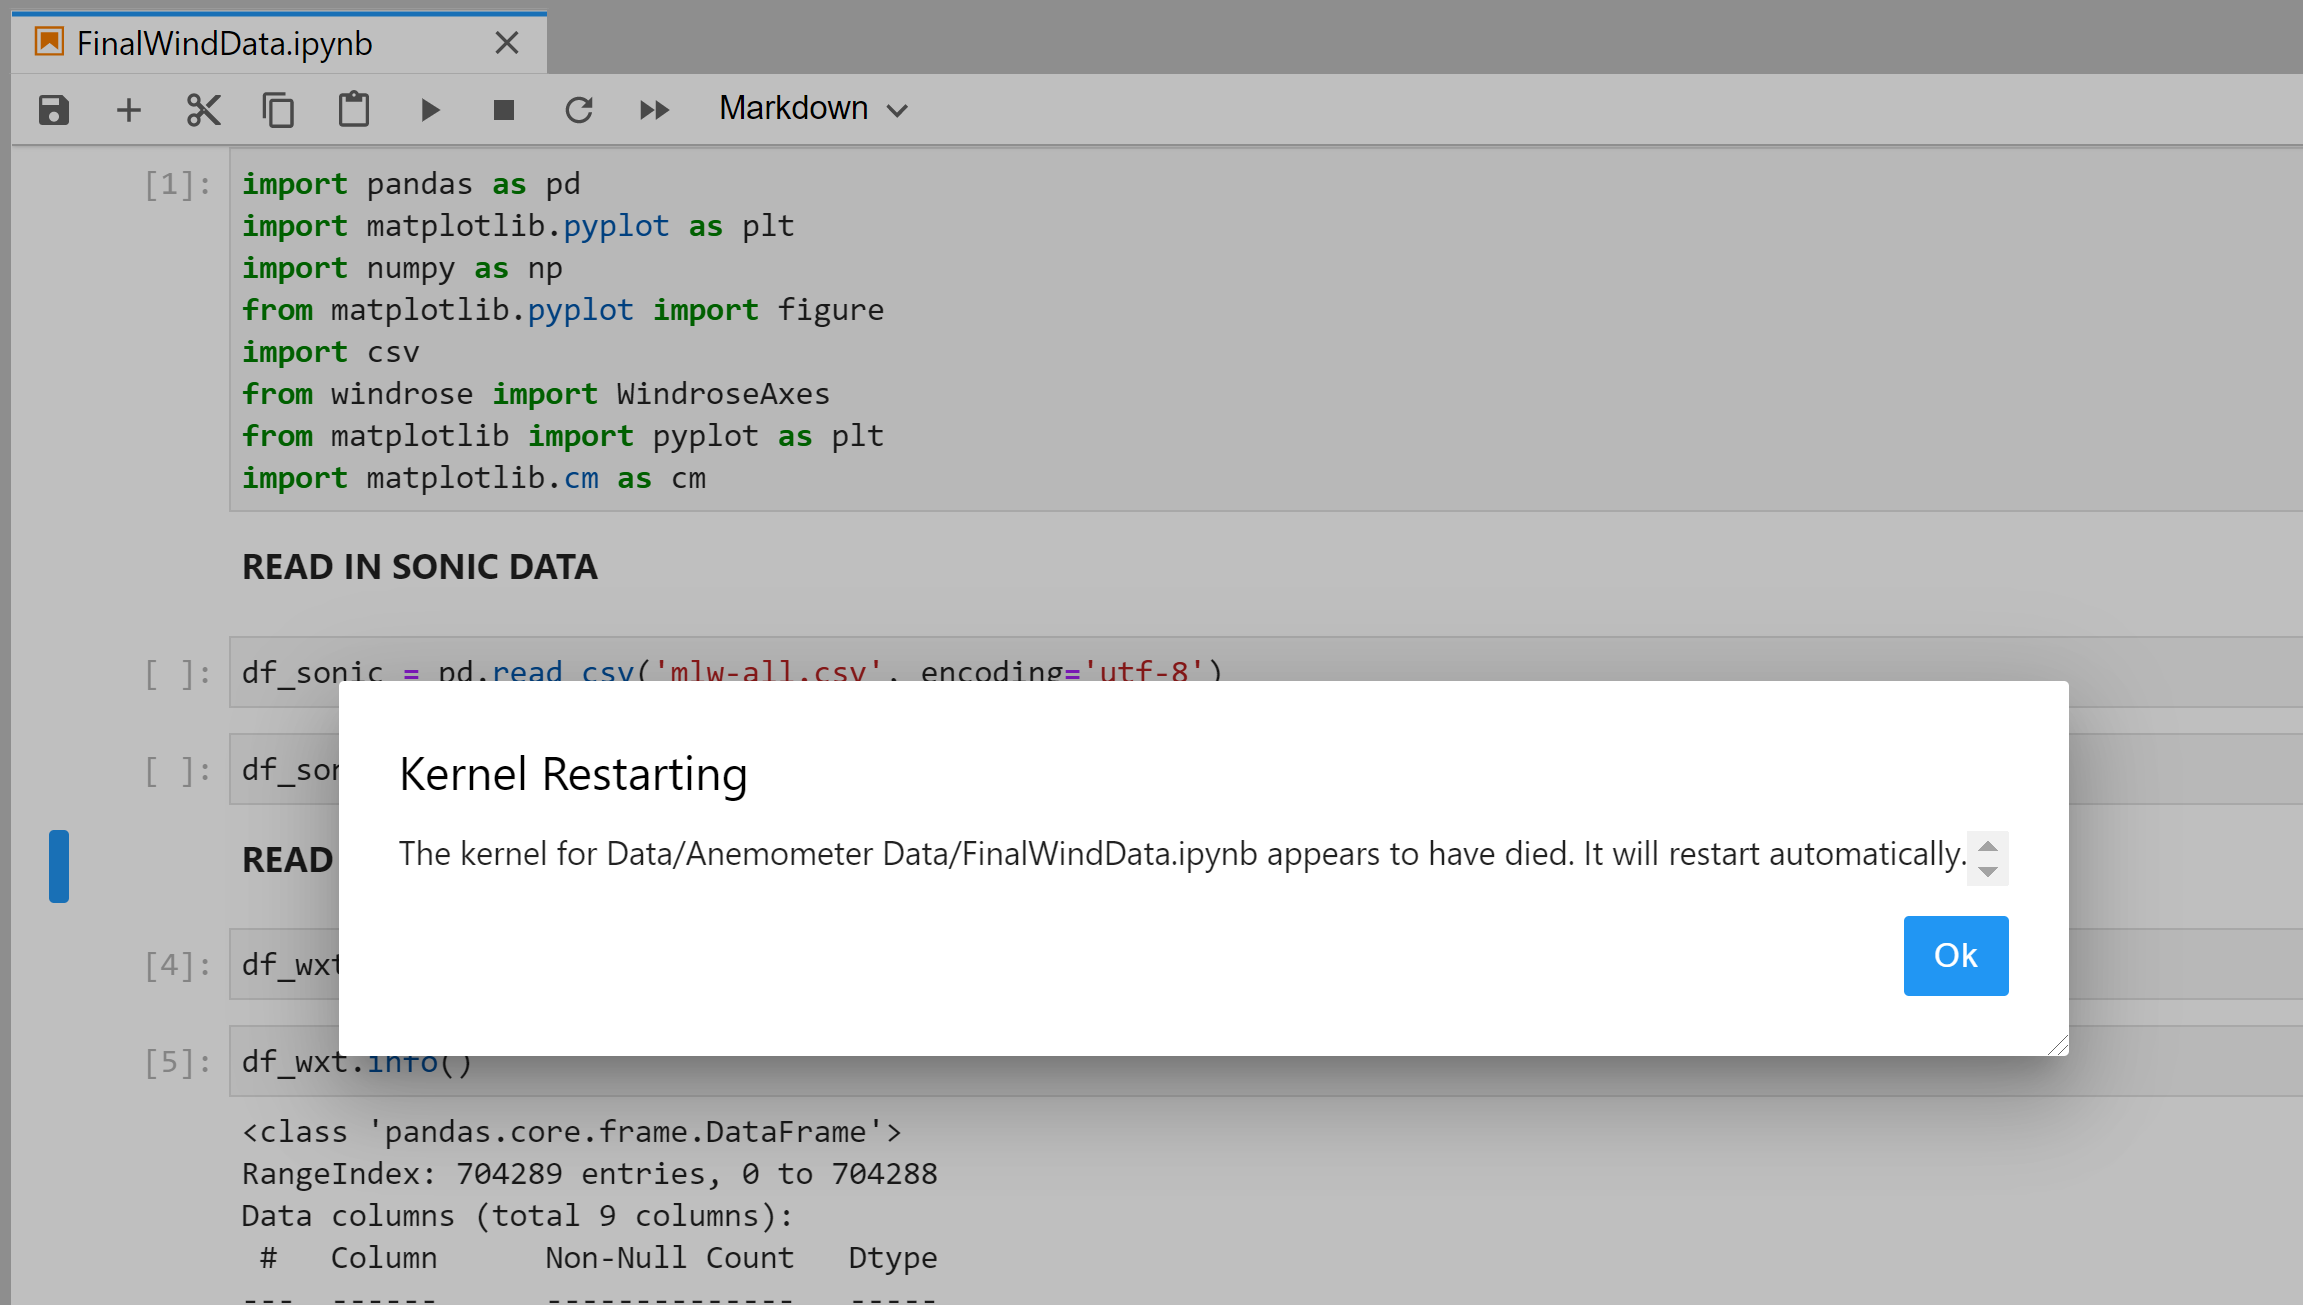 FinalWindData.ipynb
Markdown
[1]: import pandas as pd
import matplotlib.pyplot as plt
import numpy as np
from matplotlib.pyplot import figure
import csv
from windrose import WindroseAxes
from matplotlib import pyplot as plt
import matplotlib.cm as cm
READ IN SONIC DATA
[ ]: df_sonic = pd.read_csv('mlw-all.csv', encoding='utf-8')
[ ]: df_son
Kernel Restarting
The kernel for Data/Anemometer Data/FinalWindData.ipynb appears to have died. It will restart automatically.
Ok
READ
[4]: df_wxt
[5]: df_wxt.info()
<class 'pandas.core.frame.DataFrame'>
RangeIndex: 704289 entries, 0 to 704288
Data columns (total 9 columns):
# Column Non-Null Count Dtype
--- ------ -------------- -----